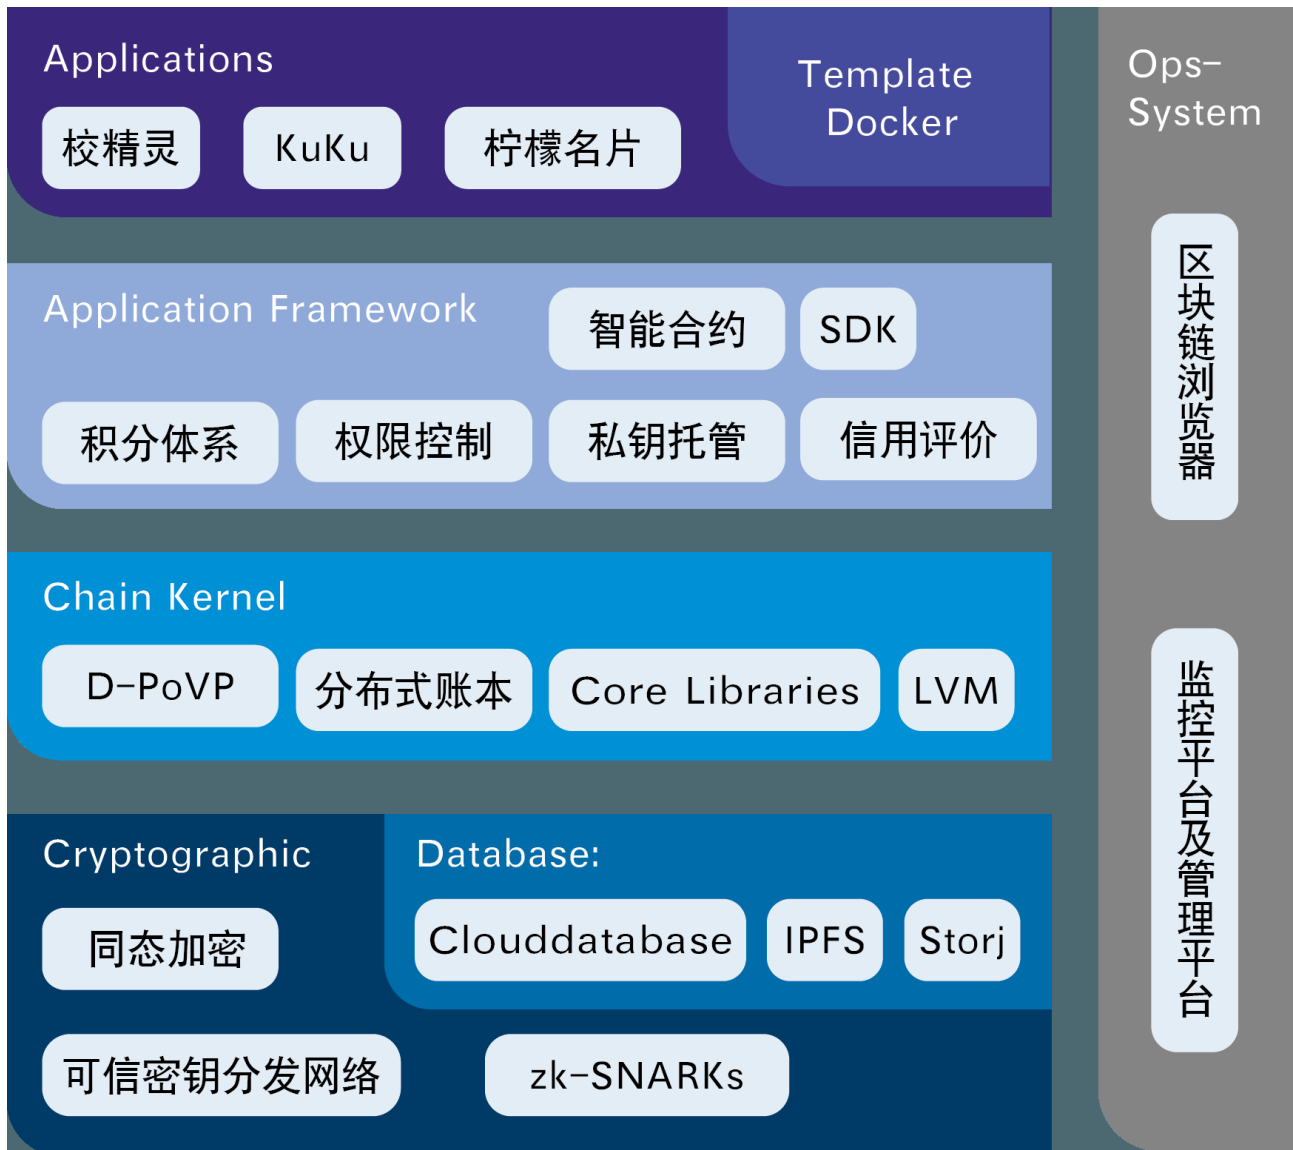 Applications
校精灵
KuKu
柠檬名片
Template
Docker
Application Framework
智能合约
SDK
积分体系
权限控制
私钥托管
信用评价
Chain Kernel
D-PoVP
分布式账本
Core Libraries
LVM
Cryptographic
同态加密
Database:
Clouddatabase
IPFS
Storj
可信密钥分发网络
zk-SNARKs
Ops-
System
区块链浏览器
监控平台及管理平台